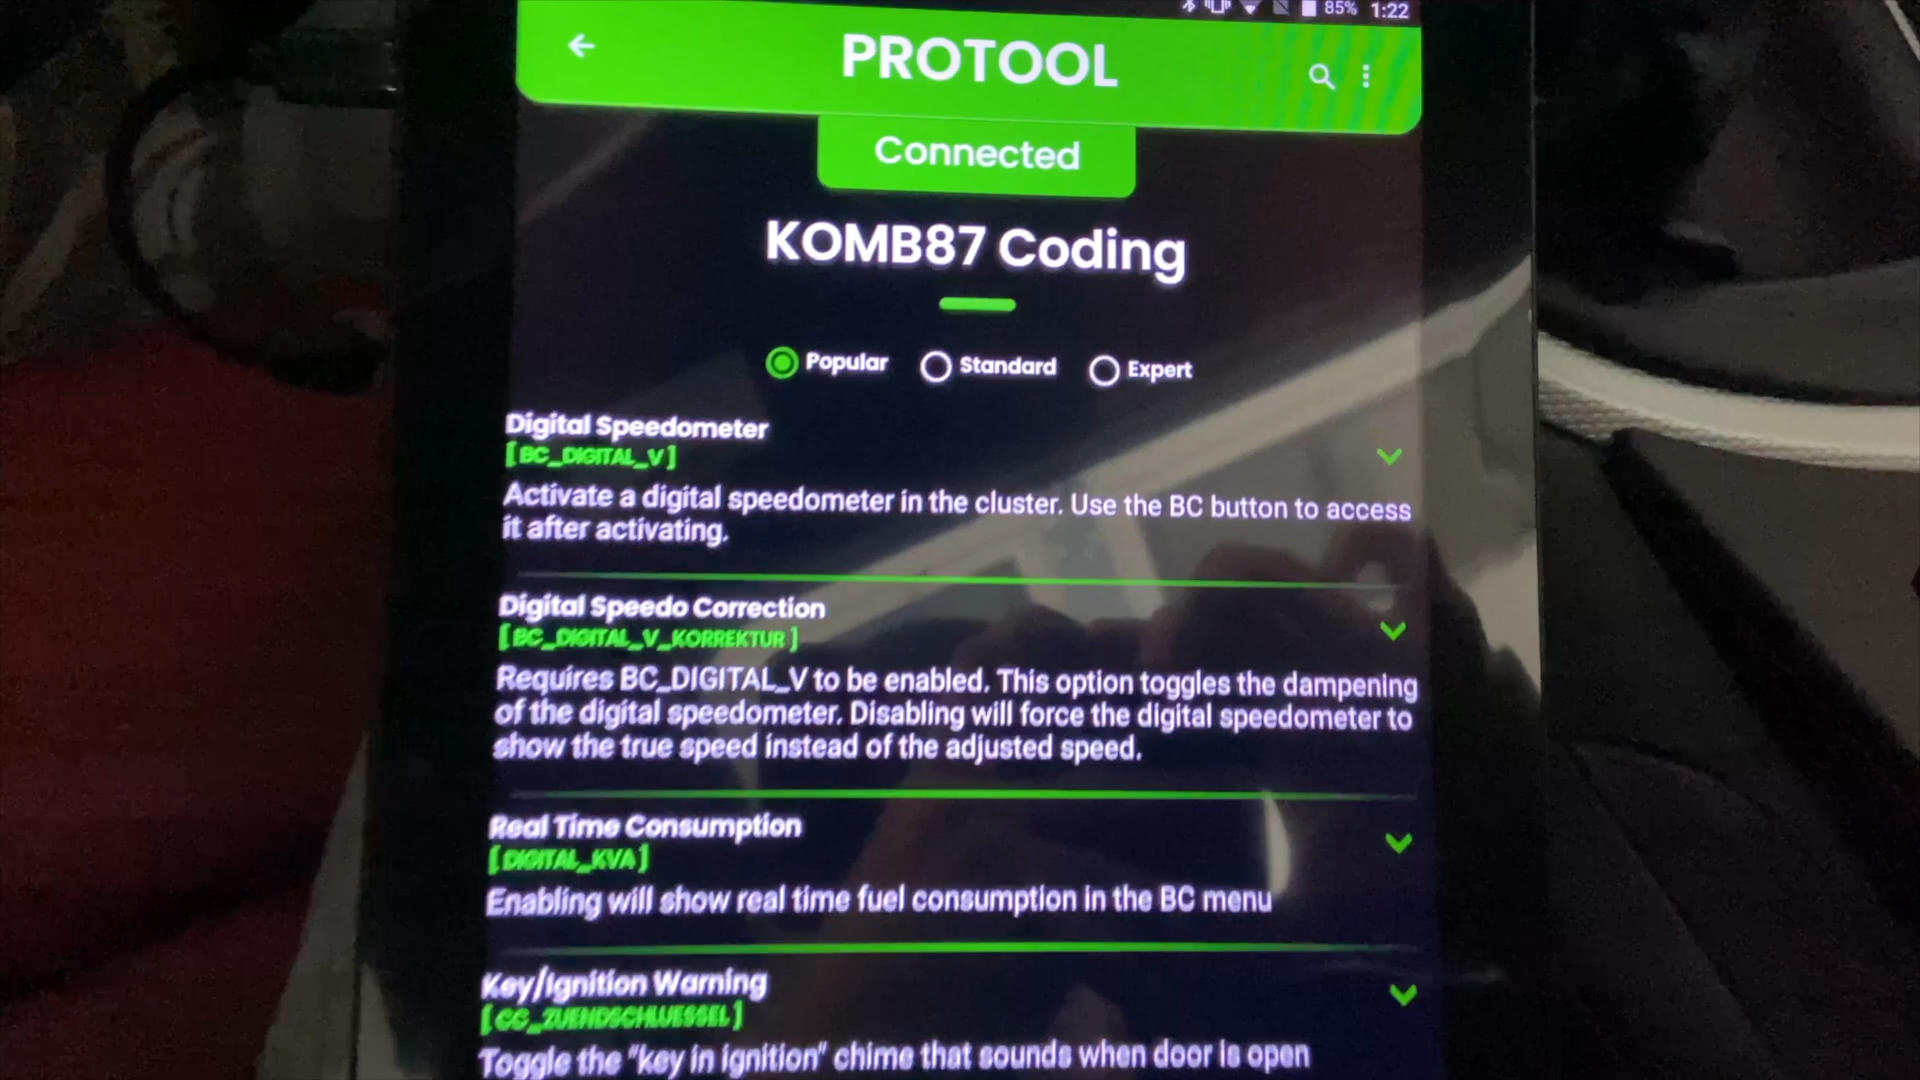 85% 1:22
PROTOOL
Connected
KOMB87 Coding
Popular Standard Expert
Digital Speedometer
[BC_DIGITAL_V]
Activate a digital speedometer in the cluster. Use the BC button to access
it after activating.
Digital Speedo Correction
[BC_DIGITAL_V_KORREKTUR]
Requires BC_DIGITAL_V to be enabled. This option toggles the dampening
of the digital speedometer. Disabling will force the digital speedometer to
show the true speed instead of the adjusted speed.
Real Time Consumption
[DIGITAL_KVA]
Enabling will show real time fuel consumption in the BC menu
Key/Ignition Warning
[CC_ZUENDSCHLUESSEL]
Toggle the "key in ignition" chime that sounds when door is open